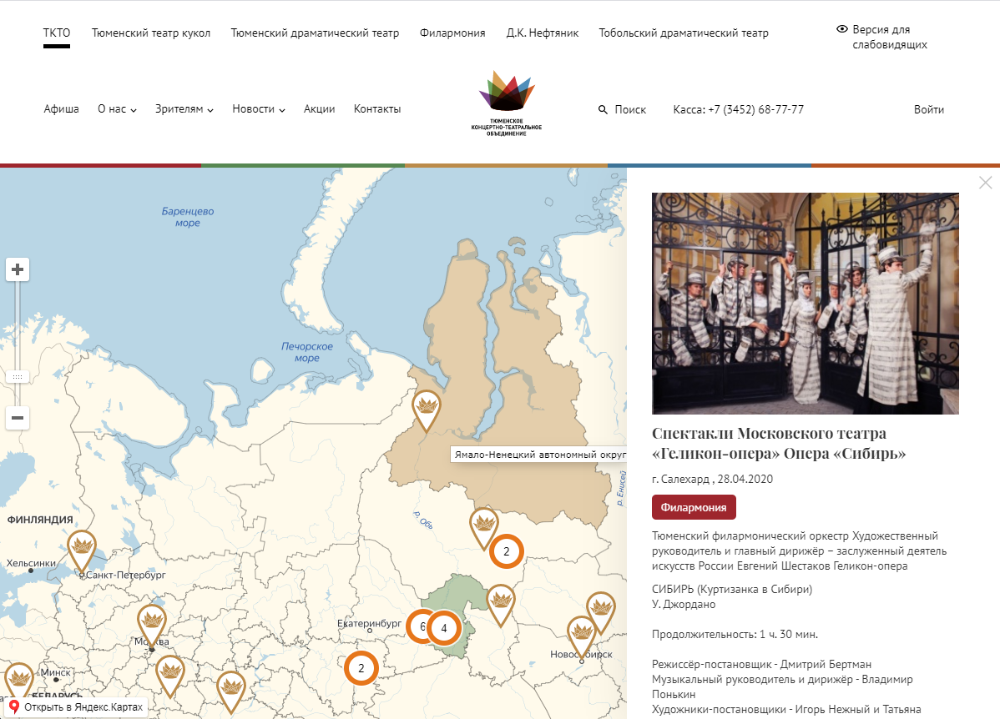 ТКТО
Тюменский театр кукол
Тюменский драматический театр
Филармония
Д.К. Нефтяник
Тобольский драматический театр
Версия для
слабовидящих
Афиша
О нас
Зрителям
Новости
Акции
Контакты
ТЮМЕНСКОЕ
КОНЦЕРТНО-ТЕАТРАЛЬНОЕ
ОБЪЕДИНЕНИЕ
Поиск
Касса: +7 (3452) 68-77-77
Войти
Баренцево
море
Печорское
море
Ямало-Ненецкий автономный округ
р. Енисей
р. Обь
ФИНЛЯНДИЯ
Хельсинки
Санкт-Петербург
2
Екатеринбург
6
4
Москва
Новосибирск
2
Минск
БЕЛАРУСЬ
Открыть в Яндекс.Картах
Спектакли Московского театра
«Геликон-опера» Опера «Сибирь»
г. Салехард , 28.04.2020
Филармония
Тюменский филармонический оркестр Художественный
руководитель и главный дирижёр – заслуженный деятель
искусств России Евгений Шестаков Геликон-опера
СИБИРЬ (Куртизанка в Сибири)
У. Джордано
Продолжительность: 1 ч. 30 мин.
Режиссёр-постановщик - Дмитрий Бертман
Музыкальный руководитель и дирижёр - Владимир
Понькин
Художники-постановщики - Игорь Нежный и Татьяна